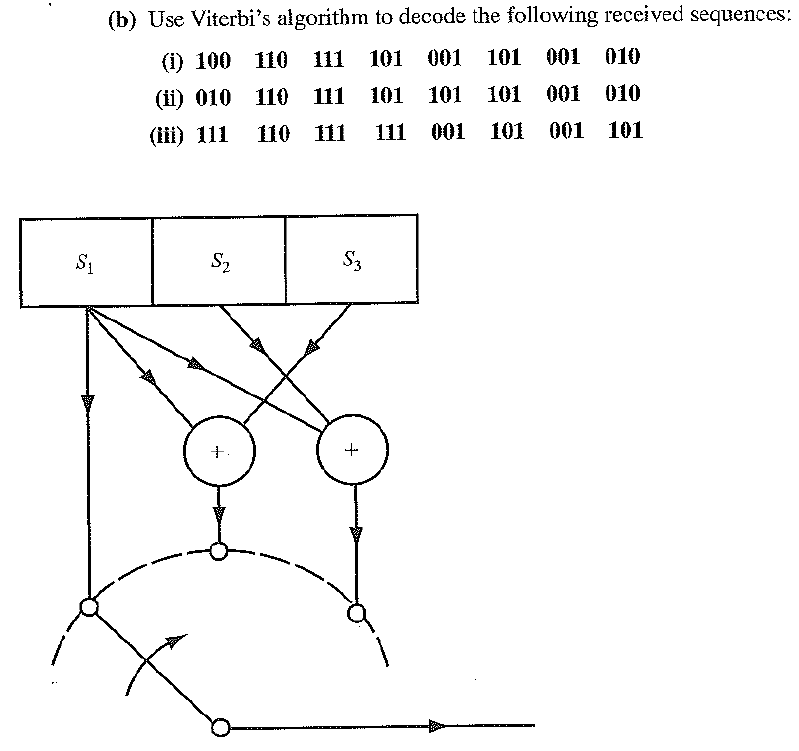 (b) Use Viterbi's algorithm to decode the following received sequences:
(i) 100 110 111 101 001 101 001 010
(ii) 010 110 111 101 101 101 001 010
(iii) 111 110 111 111 001 101 001 101
S1 S2 S3
+ +